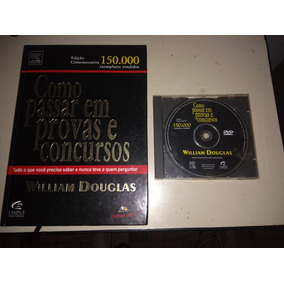 Edição
Comemorativa
150.000
exemplares vendidos
Como
passar em
provas e
concursos
Tudo o que você precisa saber e nunca teve a quem perguntar
WILLIAM DOUGLAS
CAMPUS
Como
passar em
provas e
concursos
150.000
DVD
WILLIAM DOUGLAS
CAMPUS